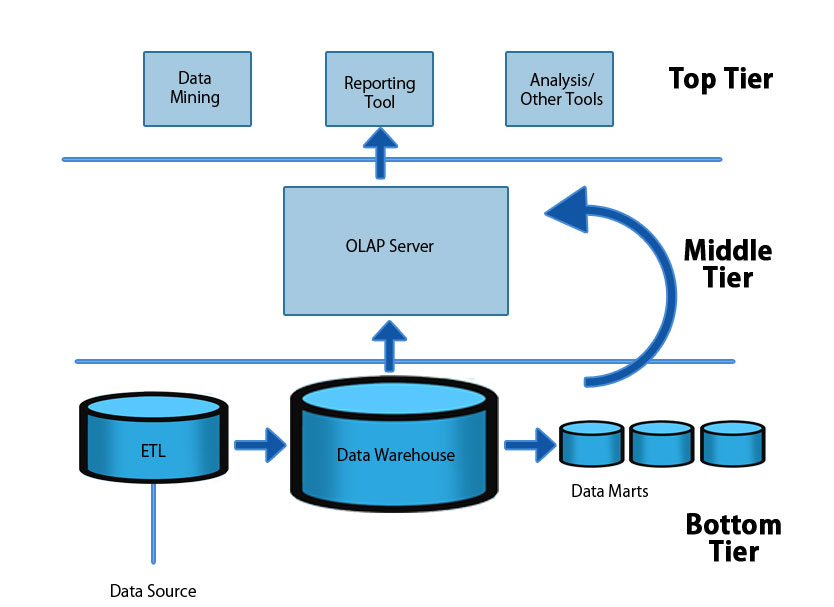 Data
Mining
Reporting
Tool
Analysis/
Other Tools
Top Tier
OLAP Server
Middle
Tier
ETL
Data Warehouse
Data Marts
Bottom
Tier
Data Source